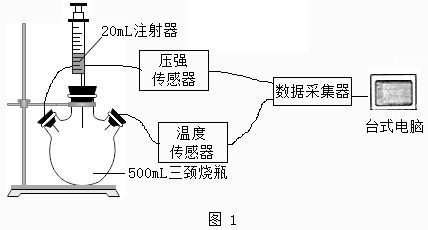 20mL注射器
压强
传感器
数据采集器
台式电脑
温度
传感器
500mL三颈烧瓶
图 1